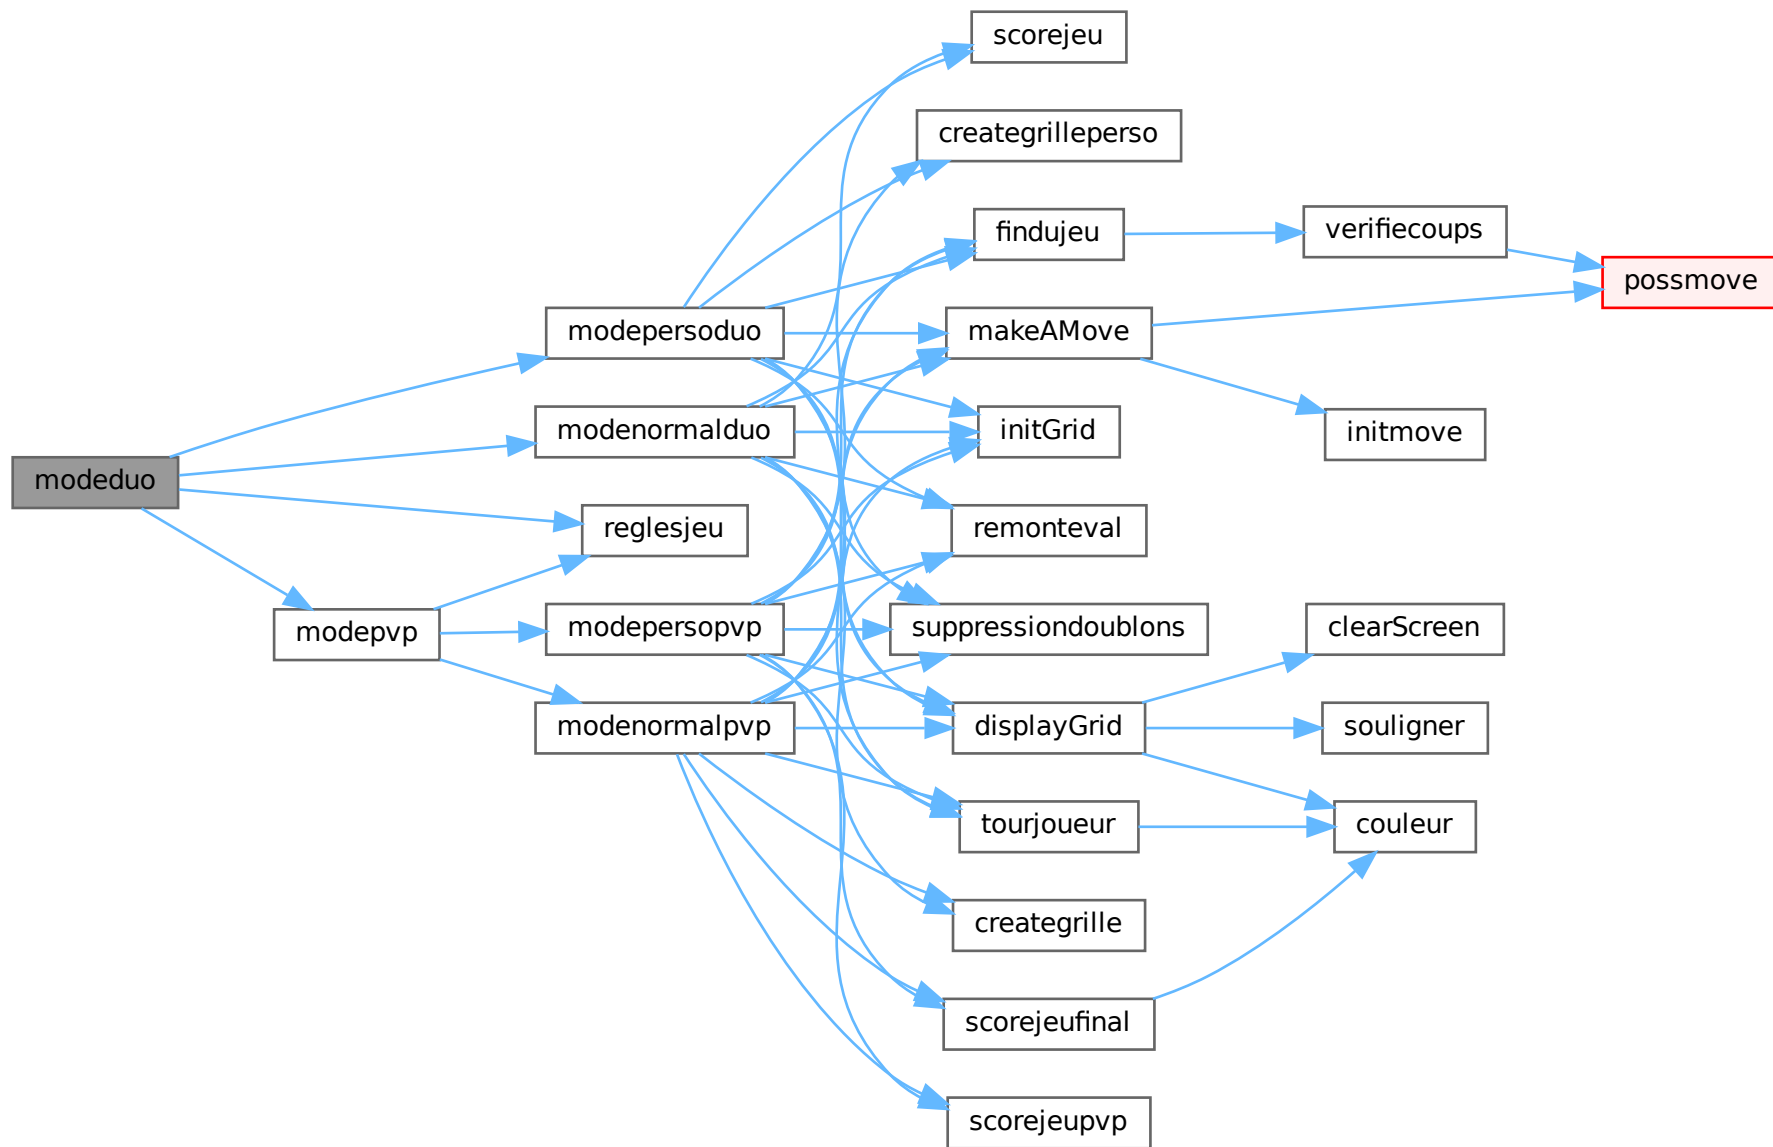 modeduo
modepersoduo
modenormalduo
reglesjeu
modepvp
modepersopvp
modenormalpvp
scorejeu
creategrilleperso
findujeu
makeAMove
initGrid
remonteval
suppressiondoublons
displayGrid
tourjoueur
creategrille
scorejeufinal
scorejeupvp
verifiecoups
possmove
initmove
clearScreen
souligner
couleur